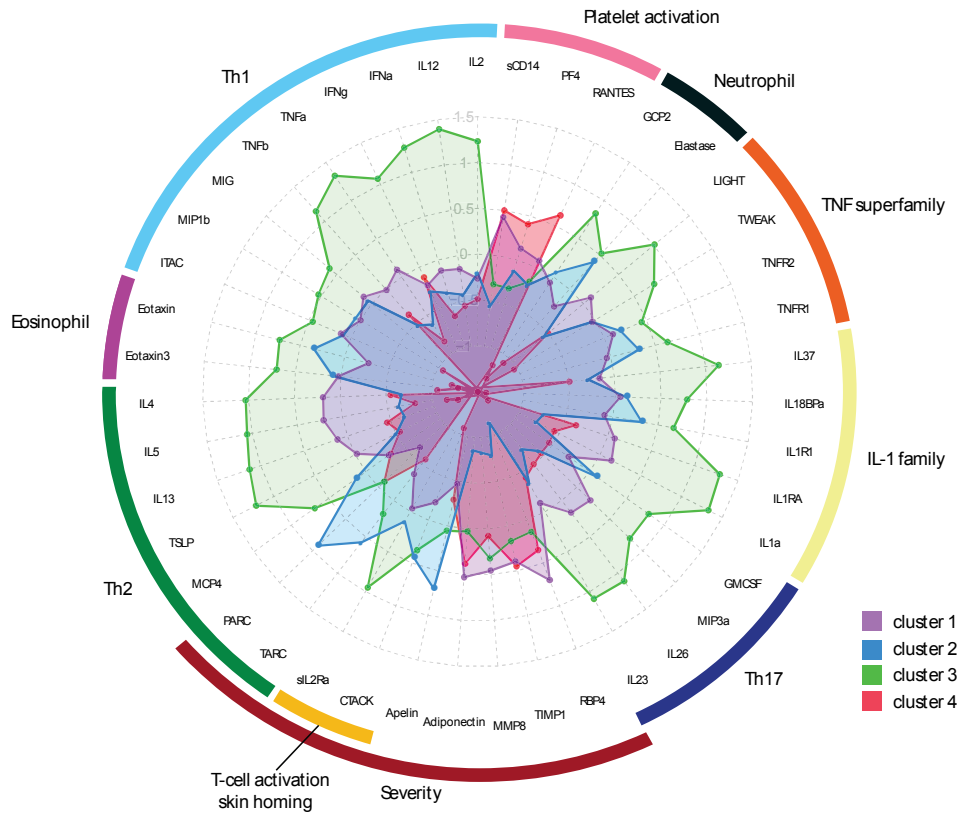 Platelet activation
Th1
Neutrophil
IL2
sCD14
PF4
RANTES
GCP2
Elastase
LIGHT
TWEAK
TNFR2
TNFR1
IL37
IL18BPa
IL1R1
IL1RA
IL1a
GMCSF
MIP3a
IL26
IL23
RBP4
TIMP1
MMP8
Adiponectin
Apelin
CTACK
sIL2Ra
TARC
PARC
MCP4
TSLP
IL13
IL5
IL4
Eotaxin3
Eotaxin
ITAC
MIP1b
MIG
TNFb
TNFa
IFNg
IFNa
IL12
1.5
1
0.5
0
−0.5
−1
TNF superfamily
IL-1 family
Th17
Severity
T-cell activation
skin homing
Th2
Eosinophil
cluster 1
cluster 2
cluster 3
cluster 4